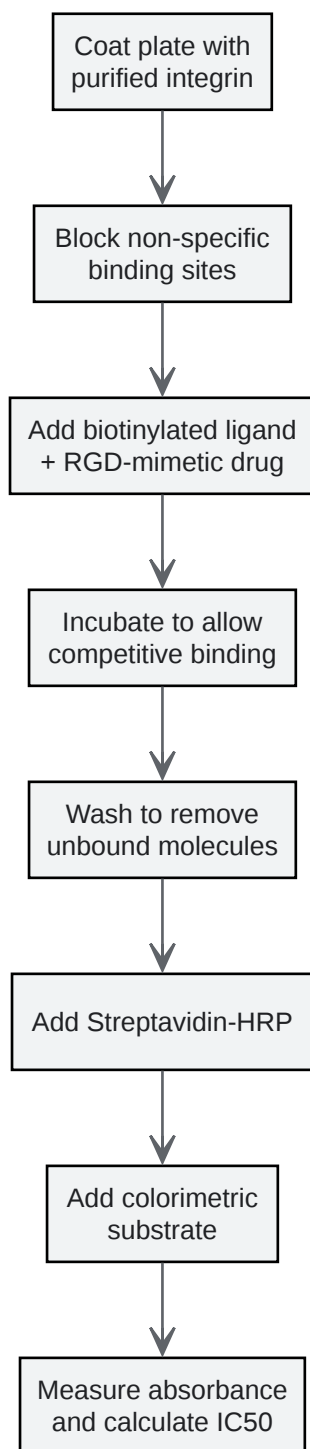 Coat plate with
purified integrin
Block non-specific
binding sites
Add biotinylated ligand
+ RGD-mimetic drug
Incubate to allow
competitive binding
Wash to remove
unbound molecules
Add Streptavidin-HRP
Add colorimetric
substrate
Measure absorbance
and calculate IC50